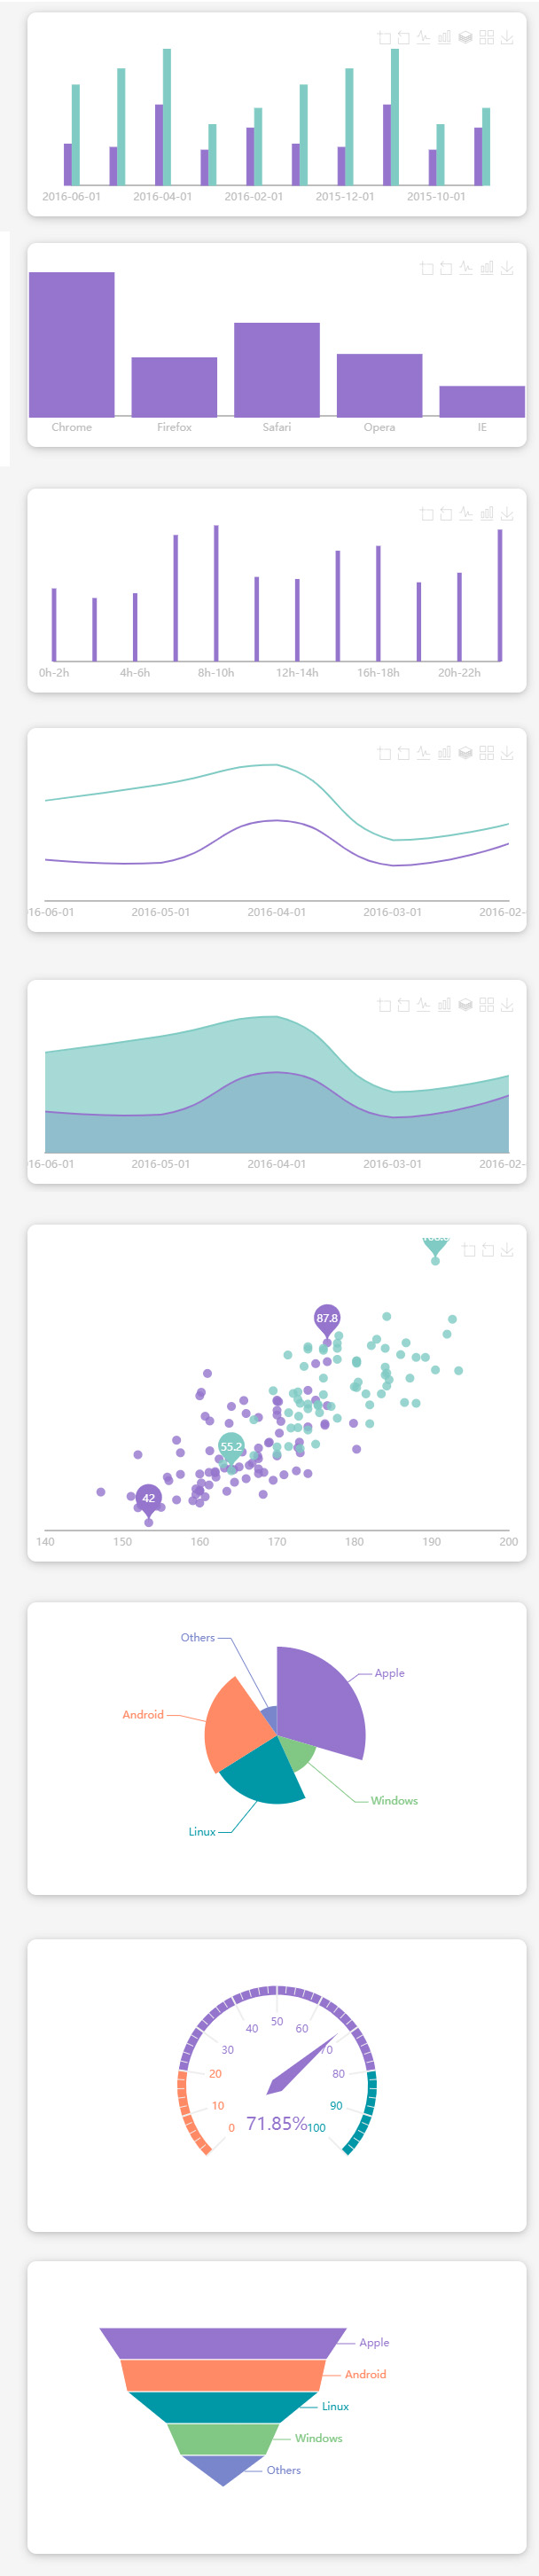 2016-06-01 2016-04-01 2016-02-01 2015-12-01 2015-10-01
Chrome Firefox Safari Opera IE
0h-2h 4h-6h 8h-10h 12h-14h 16h-18h 20h-22h
16-06-01 2016-05-01 2016-04-01 2016-03-01 2016-02-
16-06-01 2016-05-01 2016-04-01 2016-03-01 2016-02-
87.8
55.2
42
140 150 160 170 180 190 200
Others
Apple
Android
Windows
Linux
50
40 60
30 70
20 80
10 90
0 71.85% 100
Apple
Android
Linux
Windows
Others